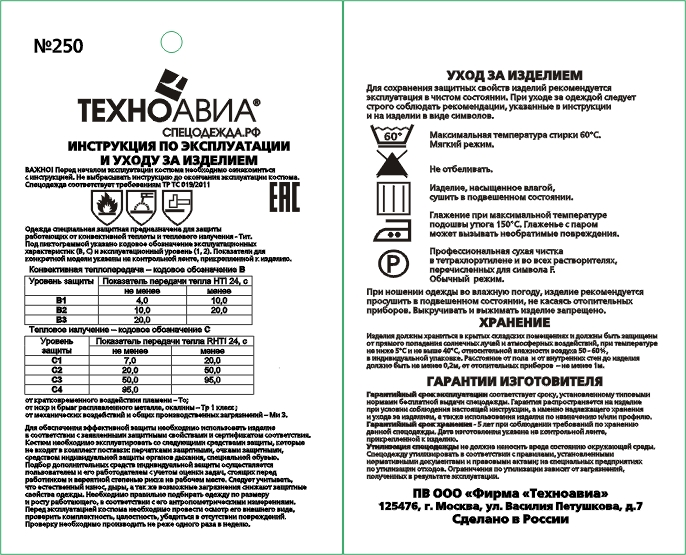 №250
ТЕХНОАВИА®
СПЕЦОДЕЖДА.РФ
ИНСТРУКЦИЯ ПО ЭКСПЛУАТАЦИИ
И УХОДУ ЗА ИЗДЕЛИЕМ
ВАЖНО! Перед началом эксплуатации костюма необходимо ознакомиться
с инструкцией. Не выбрасывать инструкцию до окончания эксплуатации костюма.
Спецодежда соответствует требованиям ТР ТС 019/2011
EAC
Одежда специальная защитная предназначена для защиты
работающих от конвективной теплоты и теплового излучения - Тит.
Под пиктограммой указано кодовое обозначение эксплуатационных
характеристик (В, С) и эксплуатационный уровень (1, 2). Показатели для
конкретной модели указаны на контрольной ленте, прикрепленной к изделию.
Конвективная теплопередача – кодовое обозначение В
Уровень защиты Показатель передачи тепла HTI 24, с
не менее менее
В1 4,0 10,0
В2 10,0 20,0
В3 20,0
Тепловое излучение – кодовое обозначение С
Уровень защиты Показатель передачи тепла RHTI 24, с
не менее менее
С1 7,0 20,0
С2 20,0 50,0
С3 50,0 95,0
С4 95,0
от кратковременного воздействия пламени – То;
от искр и брызг расплавленного металла, окалины – Тр 1 класс ;
от механических воздействий и общих производственных загрязнений – Ми З.
Для обеспечения эффективной защиты необходимо использовать изделие
в соответствии с заявленными защитными свойствами и сертификатом соответствия.
Костюм необходимо эксплуатировать со следующими средствами защиты, которые
не входят в комплект поставки: перчатками защитными, очками защитными,
средствам индивидуальной защиты органов дыхания, специальной обувью.
Подбор дополнительных средств индивидуальной защиты осуществляется
пользователем и его работодателем с учетом оценки задач, стоящих перед
работником и вероятной степенью риска на рабочем месте. Следует учитывать,
что естественный износ, дыры, а так же возможные загрязнения снижают защитные
свойства одежды. Необходимо правильно подбирать одежду по размеру
и росту работающего, в соответствии с его антропометрическими измерениями.
Перед эксплуатацией костюма необходимо провести осмотр его внешнего вида,
проверить комплектность, целостность, убедиться в отсутствии повреждений.
Проверку необходимо производить не реже одного раза в неделю.
УХОД ЗА ИЗДЕЛИЕМ
Для сохранения защитных свойств изделий рекомендуется
эксплуатация в чистом состоянии. При уходе за одеждой следует
строго соблюдать рекомендации, указанные в инструкции
и на изделии в виде символов.
60° Максимальная температура стирки 60°С.
Мягкий режим.
Не отбеливать.
Изделие, насыщенное влагой,
сушить в подвешенном состоянии.
Глажение при максимальной температуре
подошвы утюга 150°С. Глаженье с паром
может вызывать необратимые повреждения.
P Профессиональная сухая чистка
в тетрахлорэтилене и во всех растворителях,
перечисленных для символа F.
Обычный режим.
При ношении одежды во влажную погоду, изделие рекомендуется
просушить в подвешенном состоянии, не касаясь отопительных
приборов. Выкручивать и выжимать изделие запрещено.
ХРАНЕНИЕ
Изделия должны храниться в крытых складских помещениях и должны быть защищены
от прямого попадания солнечных лучей и атмосферных воздействий, при температуре
не ниже 5°С и не выше 40°С, относительной влажности воздуха 50 - 60%,
в индивидуальной упаковке. Расстояние от пола и от внутренних стен до изделия
должно быть не менее 0,2м, от отопительных приборов – не менее 1м.
ГАРАНТИИ ИЗГОТОВИТЕЛЯ
Гарантийный срок эксплуатации соответствует сроку, установленному типовыми
нормами бесплатной выдачи спецодежды. Гарантия распространяется на изделие
при условии соблюдения настоящей инструкции, а именно надлежащего хранения
и ухода за изделием, а также использования изделия по назначению и/или профилю.
Гарантийный срок хранения - 5 лет при соблюдении требований по хранению
данной спецодежды. Дата изготовления указана на контрольной ленте,
прикрепленной к изделию.
Утилизация спецодежды не должна наносить вреда состоянию окружающей среды.
Спецодежду утилизировать в соответствии с правилами, установленными
нормативными документами и правовыми актами; на специальных предприятиях
по утилизации отходов. Ограничения по утилизации зависят от загрязнений,
полученных в результате эксплуатации.
ПВ ООО «Фирма «Техноавиа»
125476, г. Москва, ул. Василия Петушкова, д.7
Сделано в России